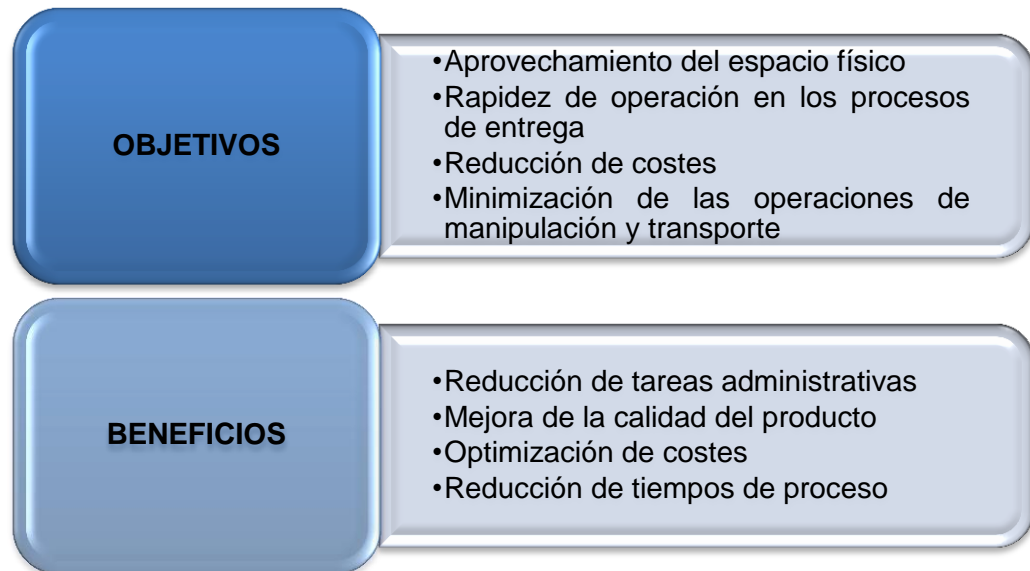 OBJETIVOS
•Aprovechamiento del espacio físico
•Rapidez de operación en los procesos
de entrega
•Reducción de costes
•Minimización de las operaciones de
manipulación y transporte
BENEFICIOS
•Reducción de tareas administrativas
•Mejora de la calidad del producto
•Optimización de costes
•Reducción de tiempos de proceso